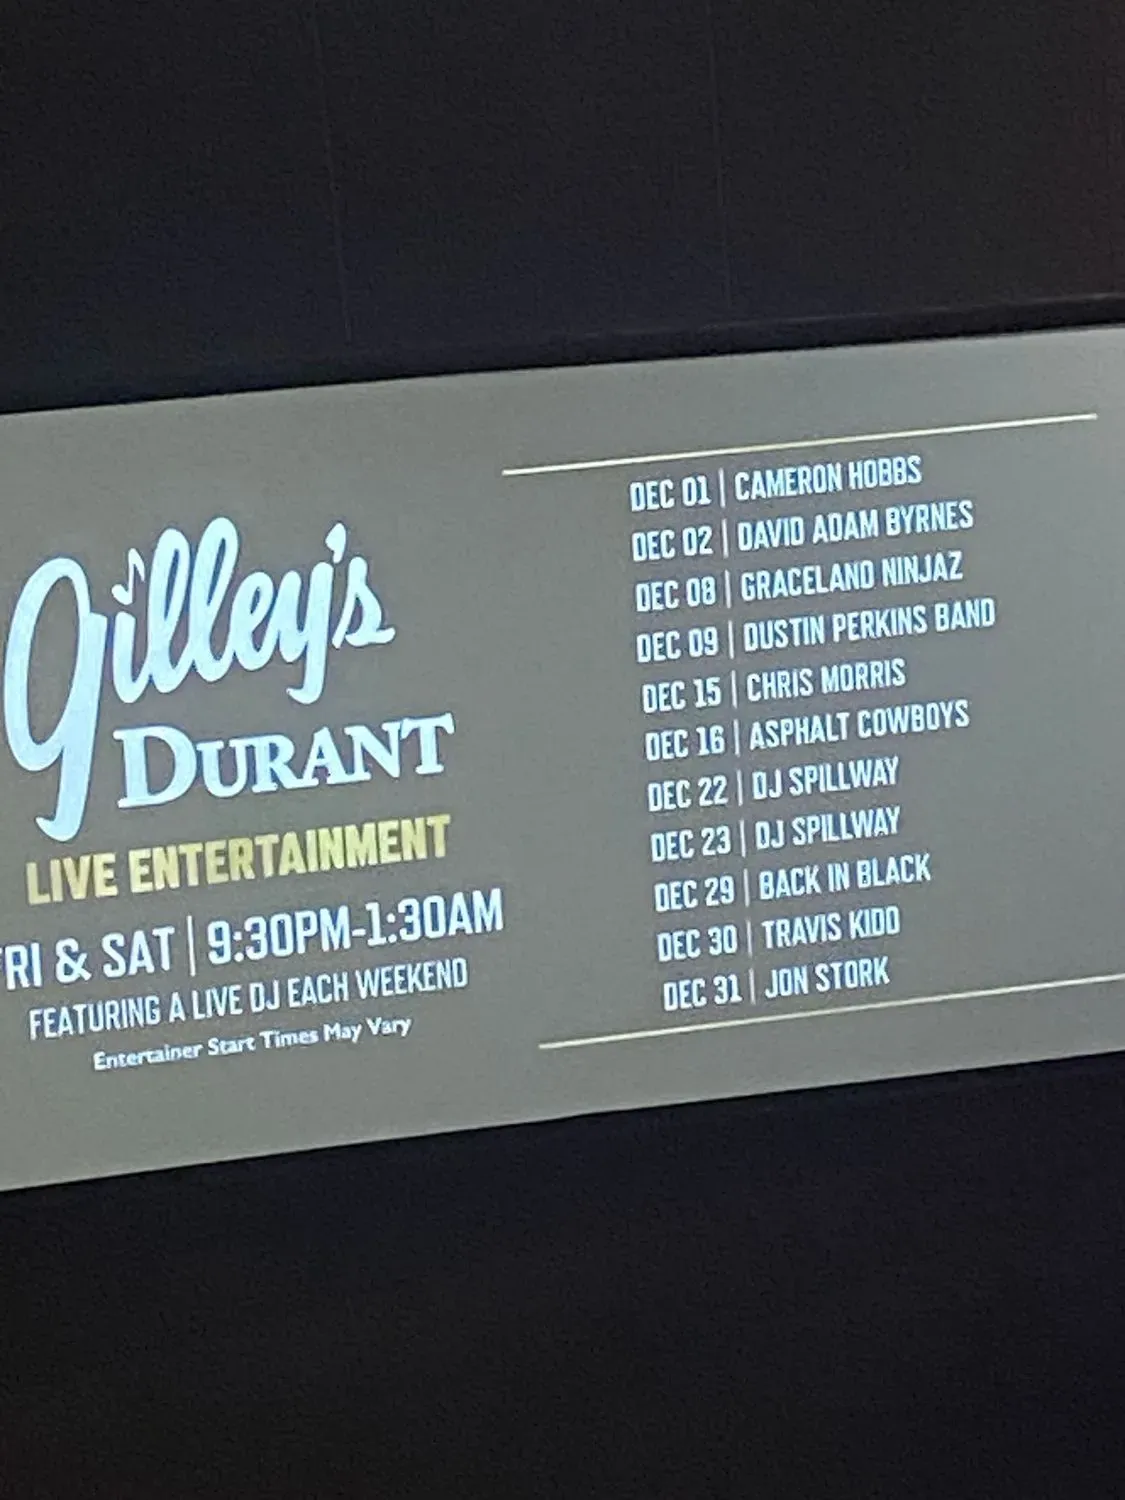 Gilley's
DURANT
LIVE ENTERTAINMENT
FRI & SAT | 9:30PM-1:30AM
FEATURING A LIVE DJ EACH WEEKEND
Entertainer Start Times May Vary
DEC 01 | CAMERON HOBBS
DEC 02 | DAVID ADAM BYRNES
DEC 08 | GRACELAND NINJAZ
DEC 09 | DUSTIN PERKINS BAND
DEC 15 | CHRIS MORRIS
DEC 16 | ASPHALT COWBOYS
DEC 22 | DJ SPILLWAY
DEC 23 | DJ SPILLWAY
DEC 29 | BACK IN BLACK
DEC 30 | TRAVIS KIDD
DEC 31 | JON STORK